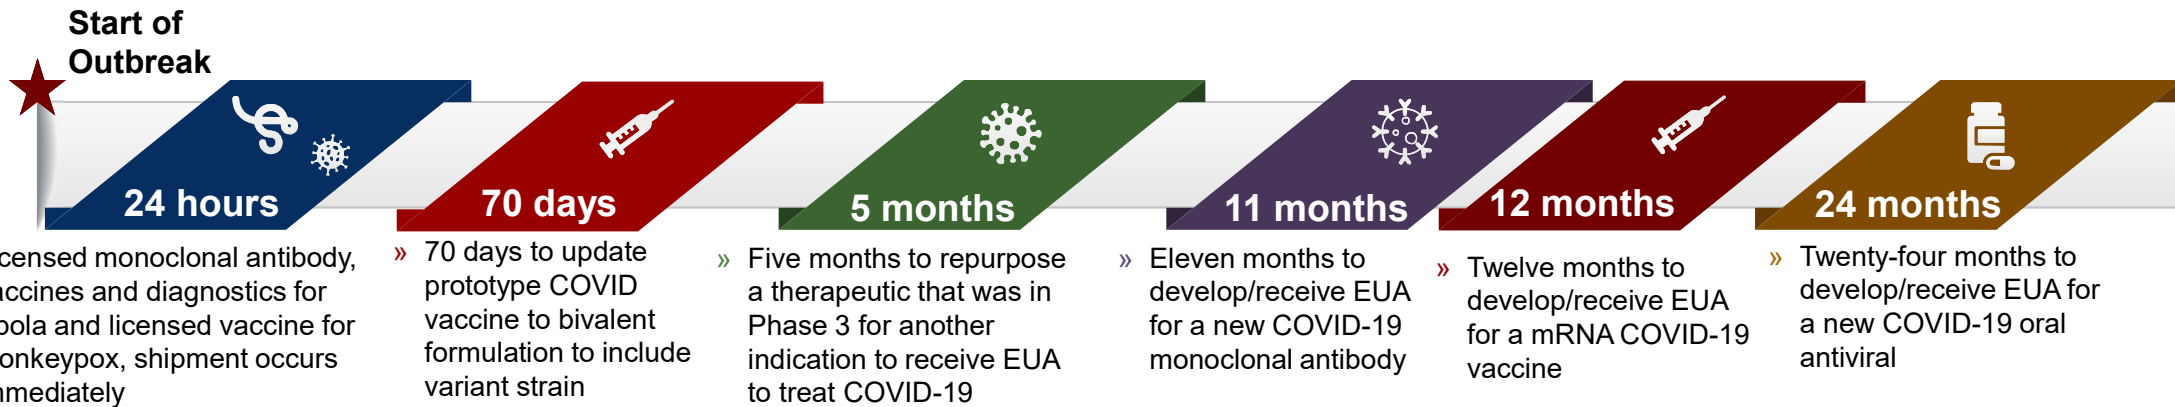 Start of
Outbreak
24 hours
70 days
5 months
11 months
12 months
24 months
censed monoclonal antibody,
accines and diagnostics for
bola and licensed vaccine for
onkeypox, shipment occurs
mmediately
» 70 days to update
prototype COVID
vaccine to bivalent
formulation to include
variant strain
» Five months to repurpose
a therapeutic that was in
Phase 3 for another
indication to receive EUA
to treat COVID-19
» Eleven months to
develop/receive EUA
for a new COVID-19
monoclonal antibody
» Twelve months to
develop/receive EUA
for a mRNA COVID-19
vaccine
» Twenty-four months to
develop/receive EUA for
a new COVID-19 oral
antiviral